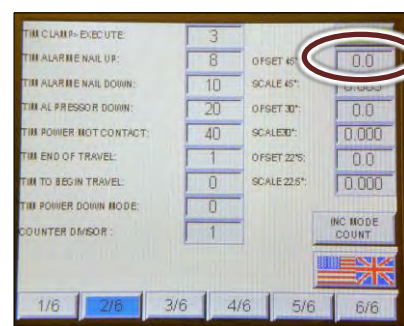 TIM CLAMP> EXECUTE: 3
TIM ALARME NAIL UP: 8 OFSET 45°: 0.0
TIM ALARME NAIL DOWN: 10 SCALE 45°: 0.000
TIM AL PRESSOR DOWN: 20 OFSET 30°: 0.0
TIM POWER MOT CONTACT: 40 SCALE30°: 0.000
TIM END OF TRAVEL: 1 OFSET 22°5: 0.0
TIM TO BEGIN TRAVEL: 0 SCALE 22.5°: 0.000
TIM POWER DOWN MODE: 0
COUNTER DIVISOR : 1
INC MODE
COUNT
1/6 2/6 3/6 4/6 5/6 6/6